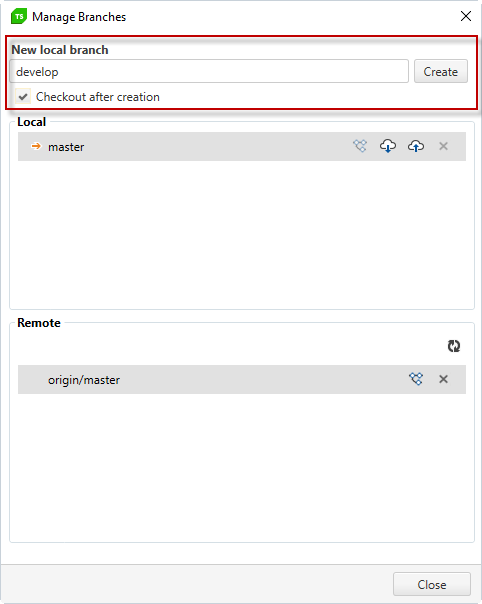 TS Manage Branches
New local branch
develop Create
Checkout after creation
Local
master
Remote
origin/master
Close